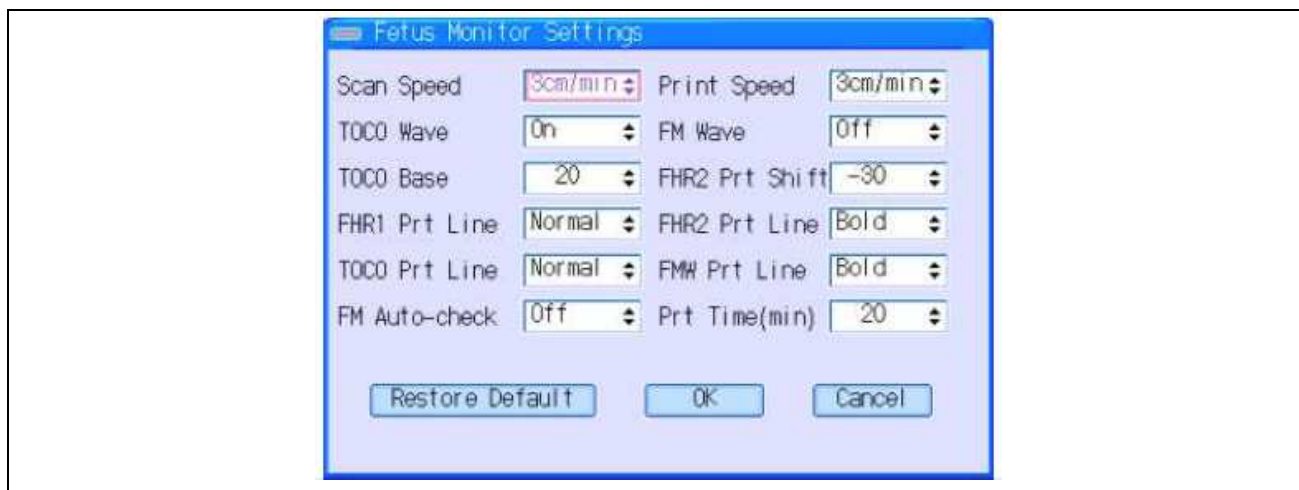 Fetus Monitor Settings
Scan Speed 3cm/min Print Speed 3cm/min
TOCO Wave On FM Wave Off
TOCO Base 20 FHR2 Prt Shift -30
FHR1 Prt Line Normal FHR2 Prt Line Bold
TOCO Prt Line Normal FMW Prt Line Bold
FM Auto-check Off Prt Time(min) 20
Restore Default OK Cancel